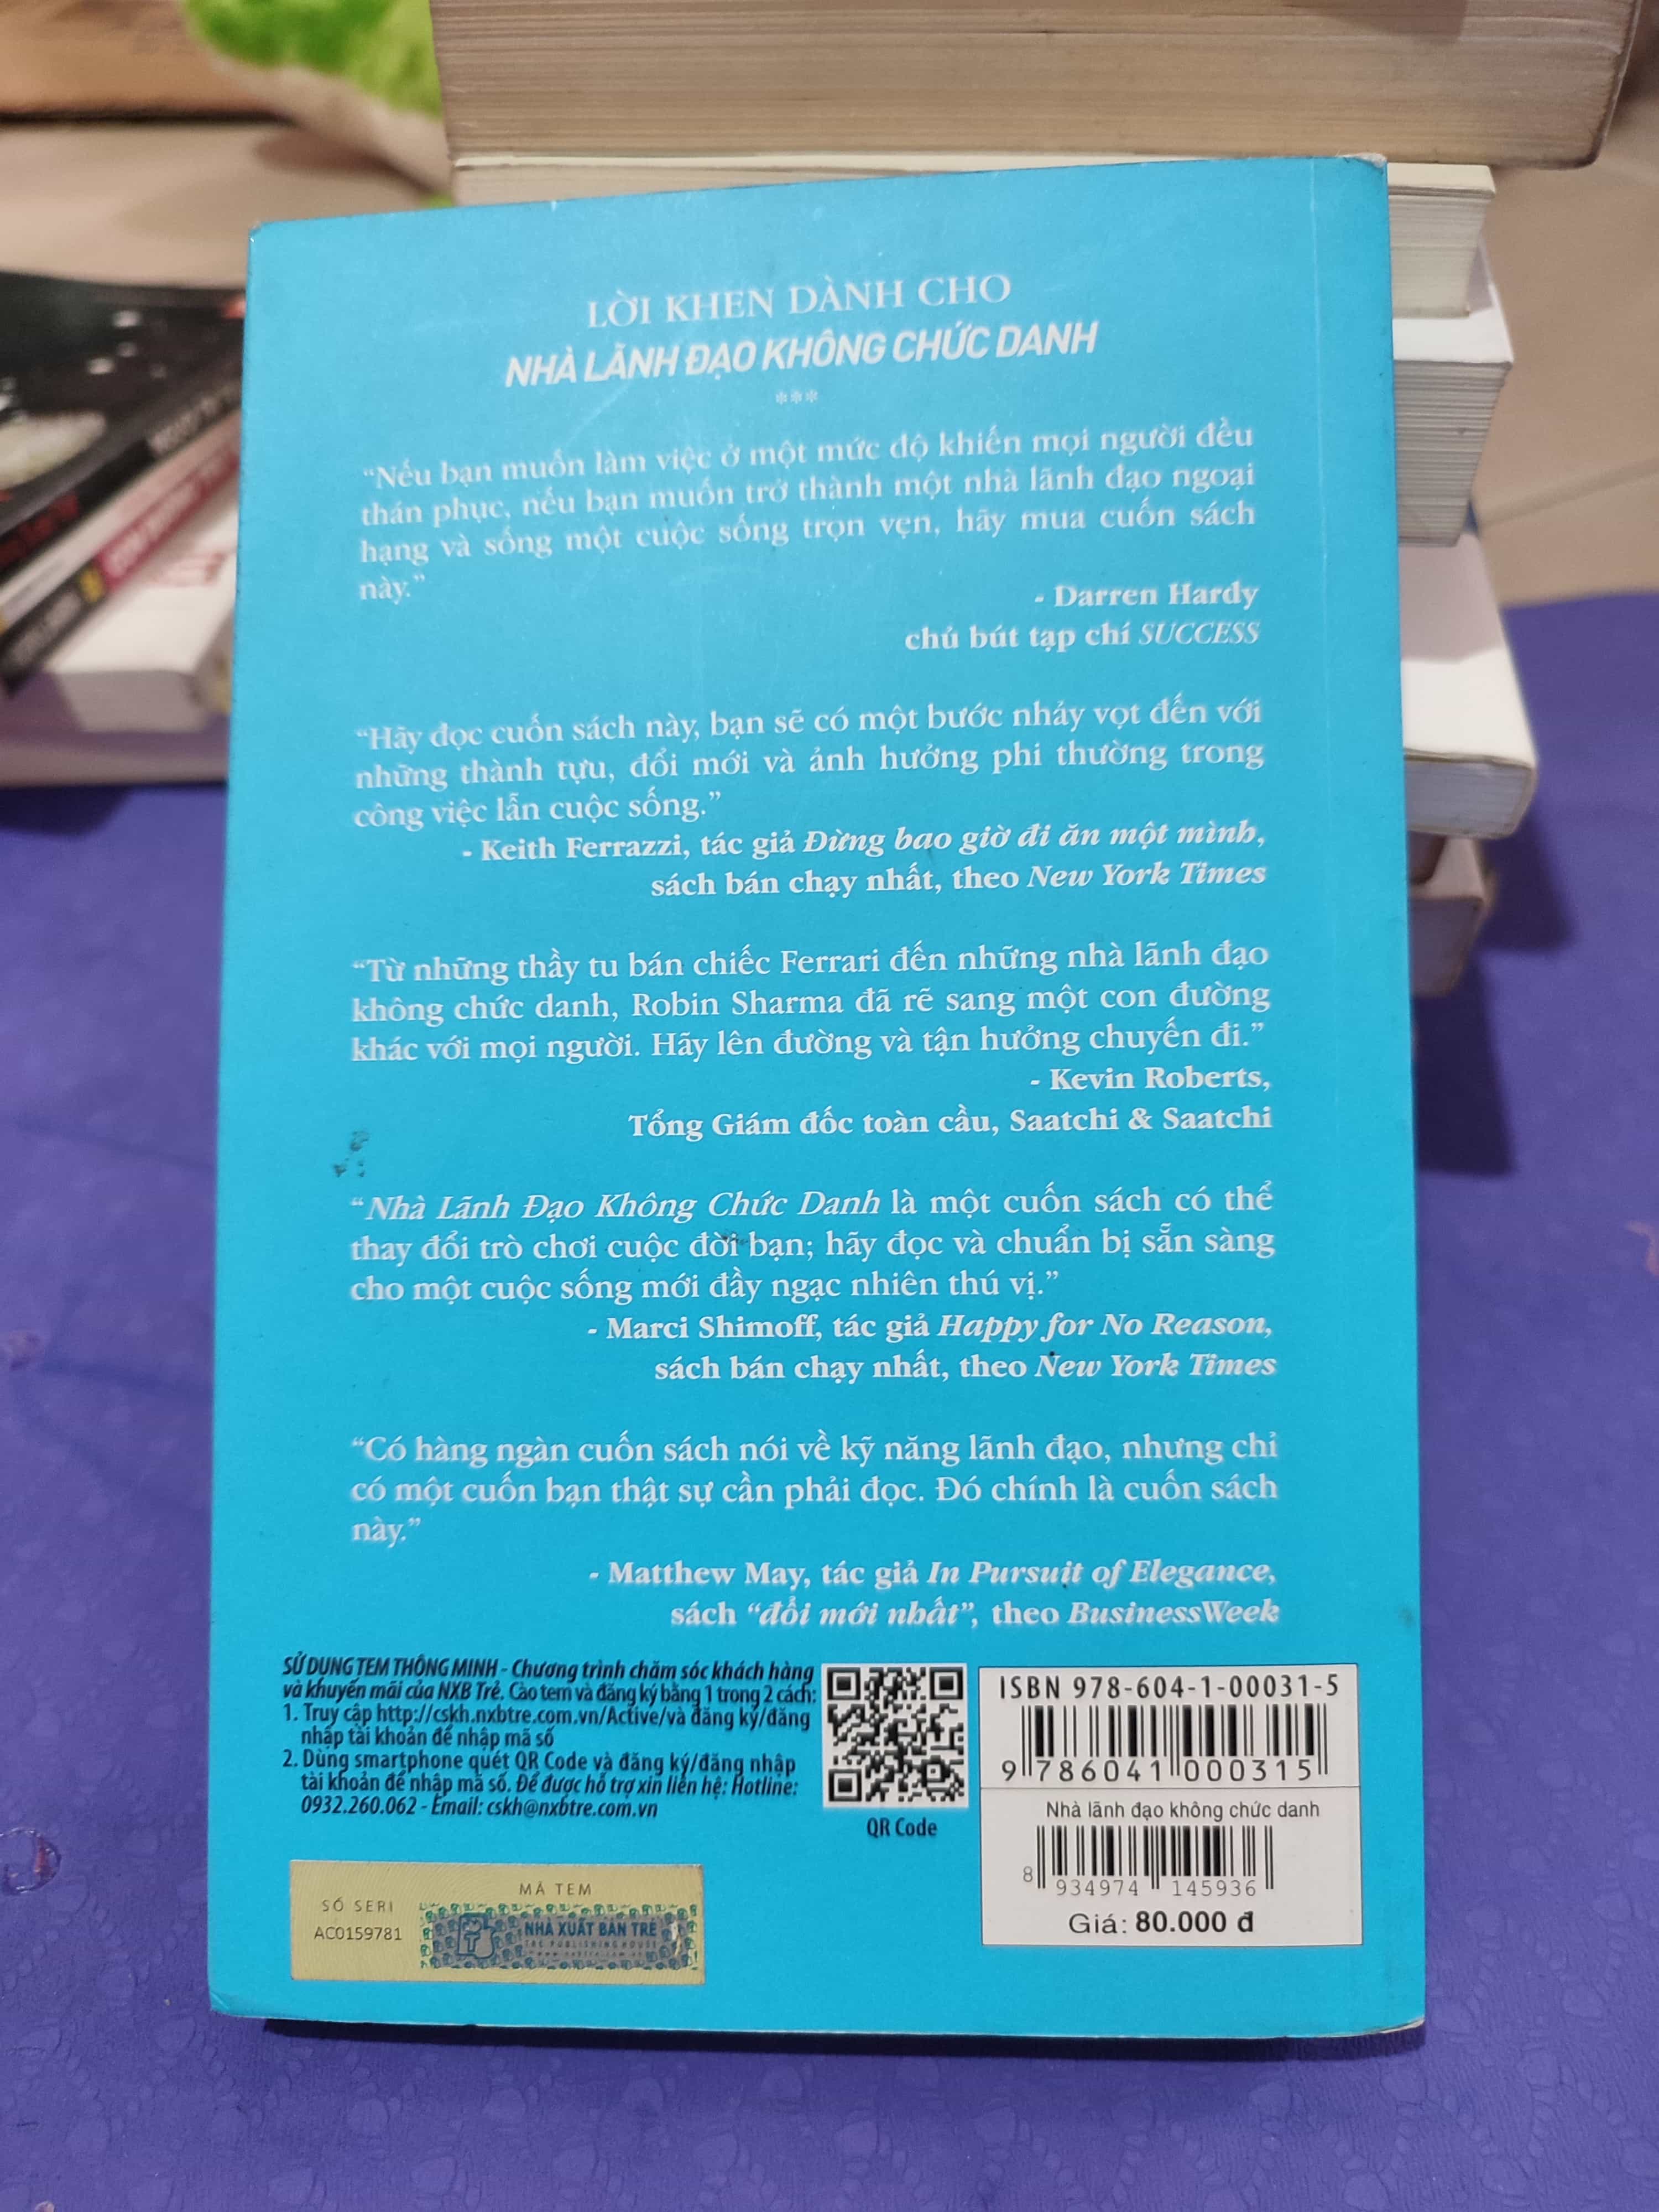 LỜI KHEN DÀNH CHO
NHÀ LÃNH ĐẠO KHÔNG CHỨC DANH
***
“Nếu bạn muốn làm việc ở một mức độ khiến mọi người đều
thán phục, nếu bạn muốn trở thành một nhà lãnh đạo ngoại
hạng và sống một cuộc sống trọn vẹn, hãy mua cuốn sách
này.”
- Darren Hardy
chủ bút tạp chí SUCCESS
“Hãy đọc cuốn sách này, bạn sẽ có một bước nhảy vọt đến với
những thành tựu, đổi mới và ảnh hưởng phi thường trong
công việc lẫn cuộc sống.”
- Keith Ferrazzi, tác giả Đừng bao giờ đi ăn một mình,
sách bán chạy nhất, theo New York Times
“Từ những thầy tu bán chiếc Ferrari đến những nhà lãnh đạo
không chức danh, Robin Sharma đã rẽ sang một con đường
khác với mọi người. Hãy lên đường và tận hưởng chuyến đi.”
- Kevin Roberts,
Tổng Giám đốc toàn cầu, Saatchi & Saatchi
“Nhà Lãnh Đạo Không Chức Danh là một cuốn sách có thể
thay đổi trò chơi cuộc đời bạn; hãy đọc và chuẩn bị sẵn sàng
cho một cuộc sống mới đầy ngạc nhiên thú vị.”
- Marci Shimoff, tác giả Happy for No Reason,
sách bán chạy nhất, theo New York Times
“Có hàng ngàn cuốn sách nói về kỹ năng lãnh đạo, nhưng chỉ
có một cuốn bạn thật sự cần phải đọc. Đó chính là cuốn sách
này.”
- Matthew May, tác giả In Pursuit of Elegance,
sách “đổi mới nhất”, theo BusinessWeek
SỬ DỤNG TEM THÔNG MINH - Chương trình chăm sóc khách hàng
và khuyến mãi của NXB Trẻ. Cào tem và đăng ký bằng 1 trong 2 cách:
1. Truy cập http://cskh.nxbtre.com.vn/Active/và đăng ký/đăng
nhập tài khoản để nhập mã số
2. Dùng smartphone quét QR Code và đăng ký/đăng nhập
tài khoản để nhập mã số. Để được hỗ trợ xin liên hệ: Hotline:
0932.260.062 - Email: cskh@nxbtre.com.vn
QR Code
ISBN 978-604-1-00031-5
9 786041 000315
Nhà lãnh đạo không chức danh
8 934974 145936
Giá: 80.000 đ
SỐ SERI
AC0159781
MÃ TEM
NHÀ XUẤT BẢN TRẺ